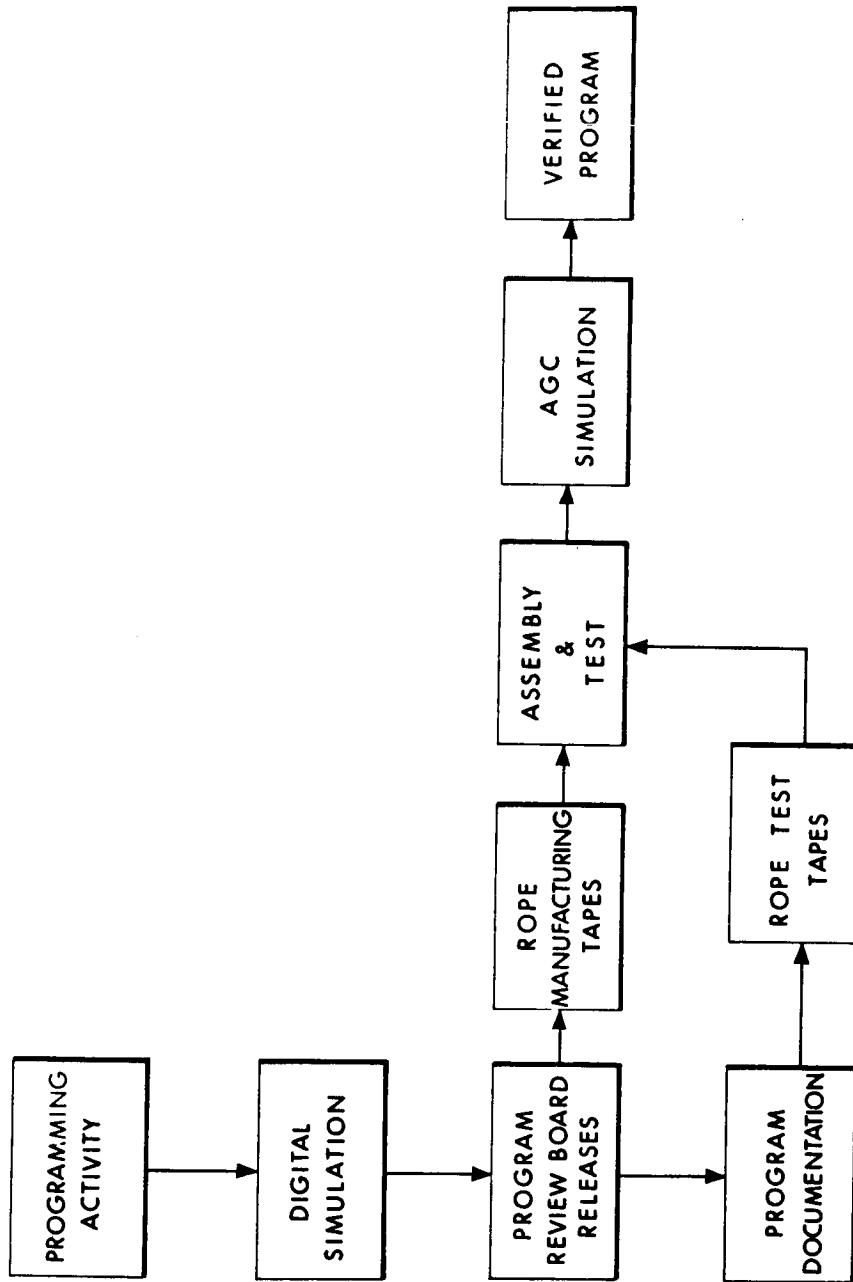 PROGRAMMING
ACTIVITY
DIGITAL
SIMULATION
PROGRAM
REVIEW BOARD
RELEASES
ROPE
MANUFACTURING
TAPES
ASSEMBLY
&
TEST
AGC
SIMULATION
VERIFIED
PROGRAM
PROGRAM
DOCUMENTATION
ROPE TEST
TAPES